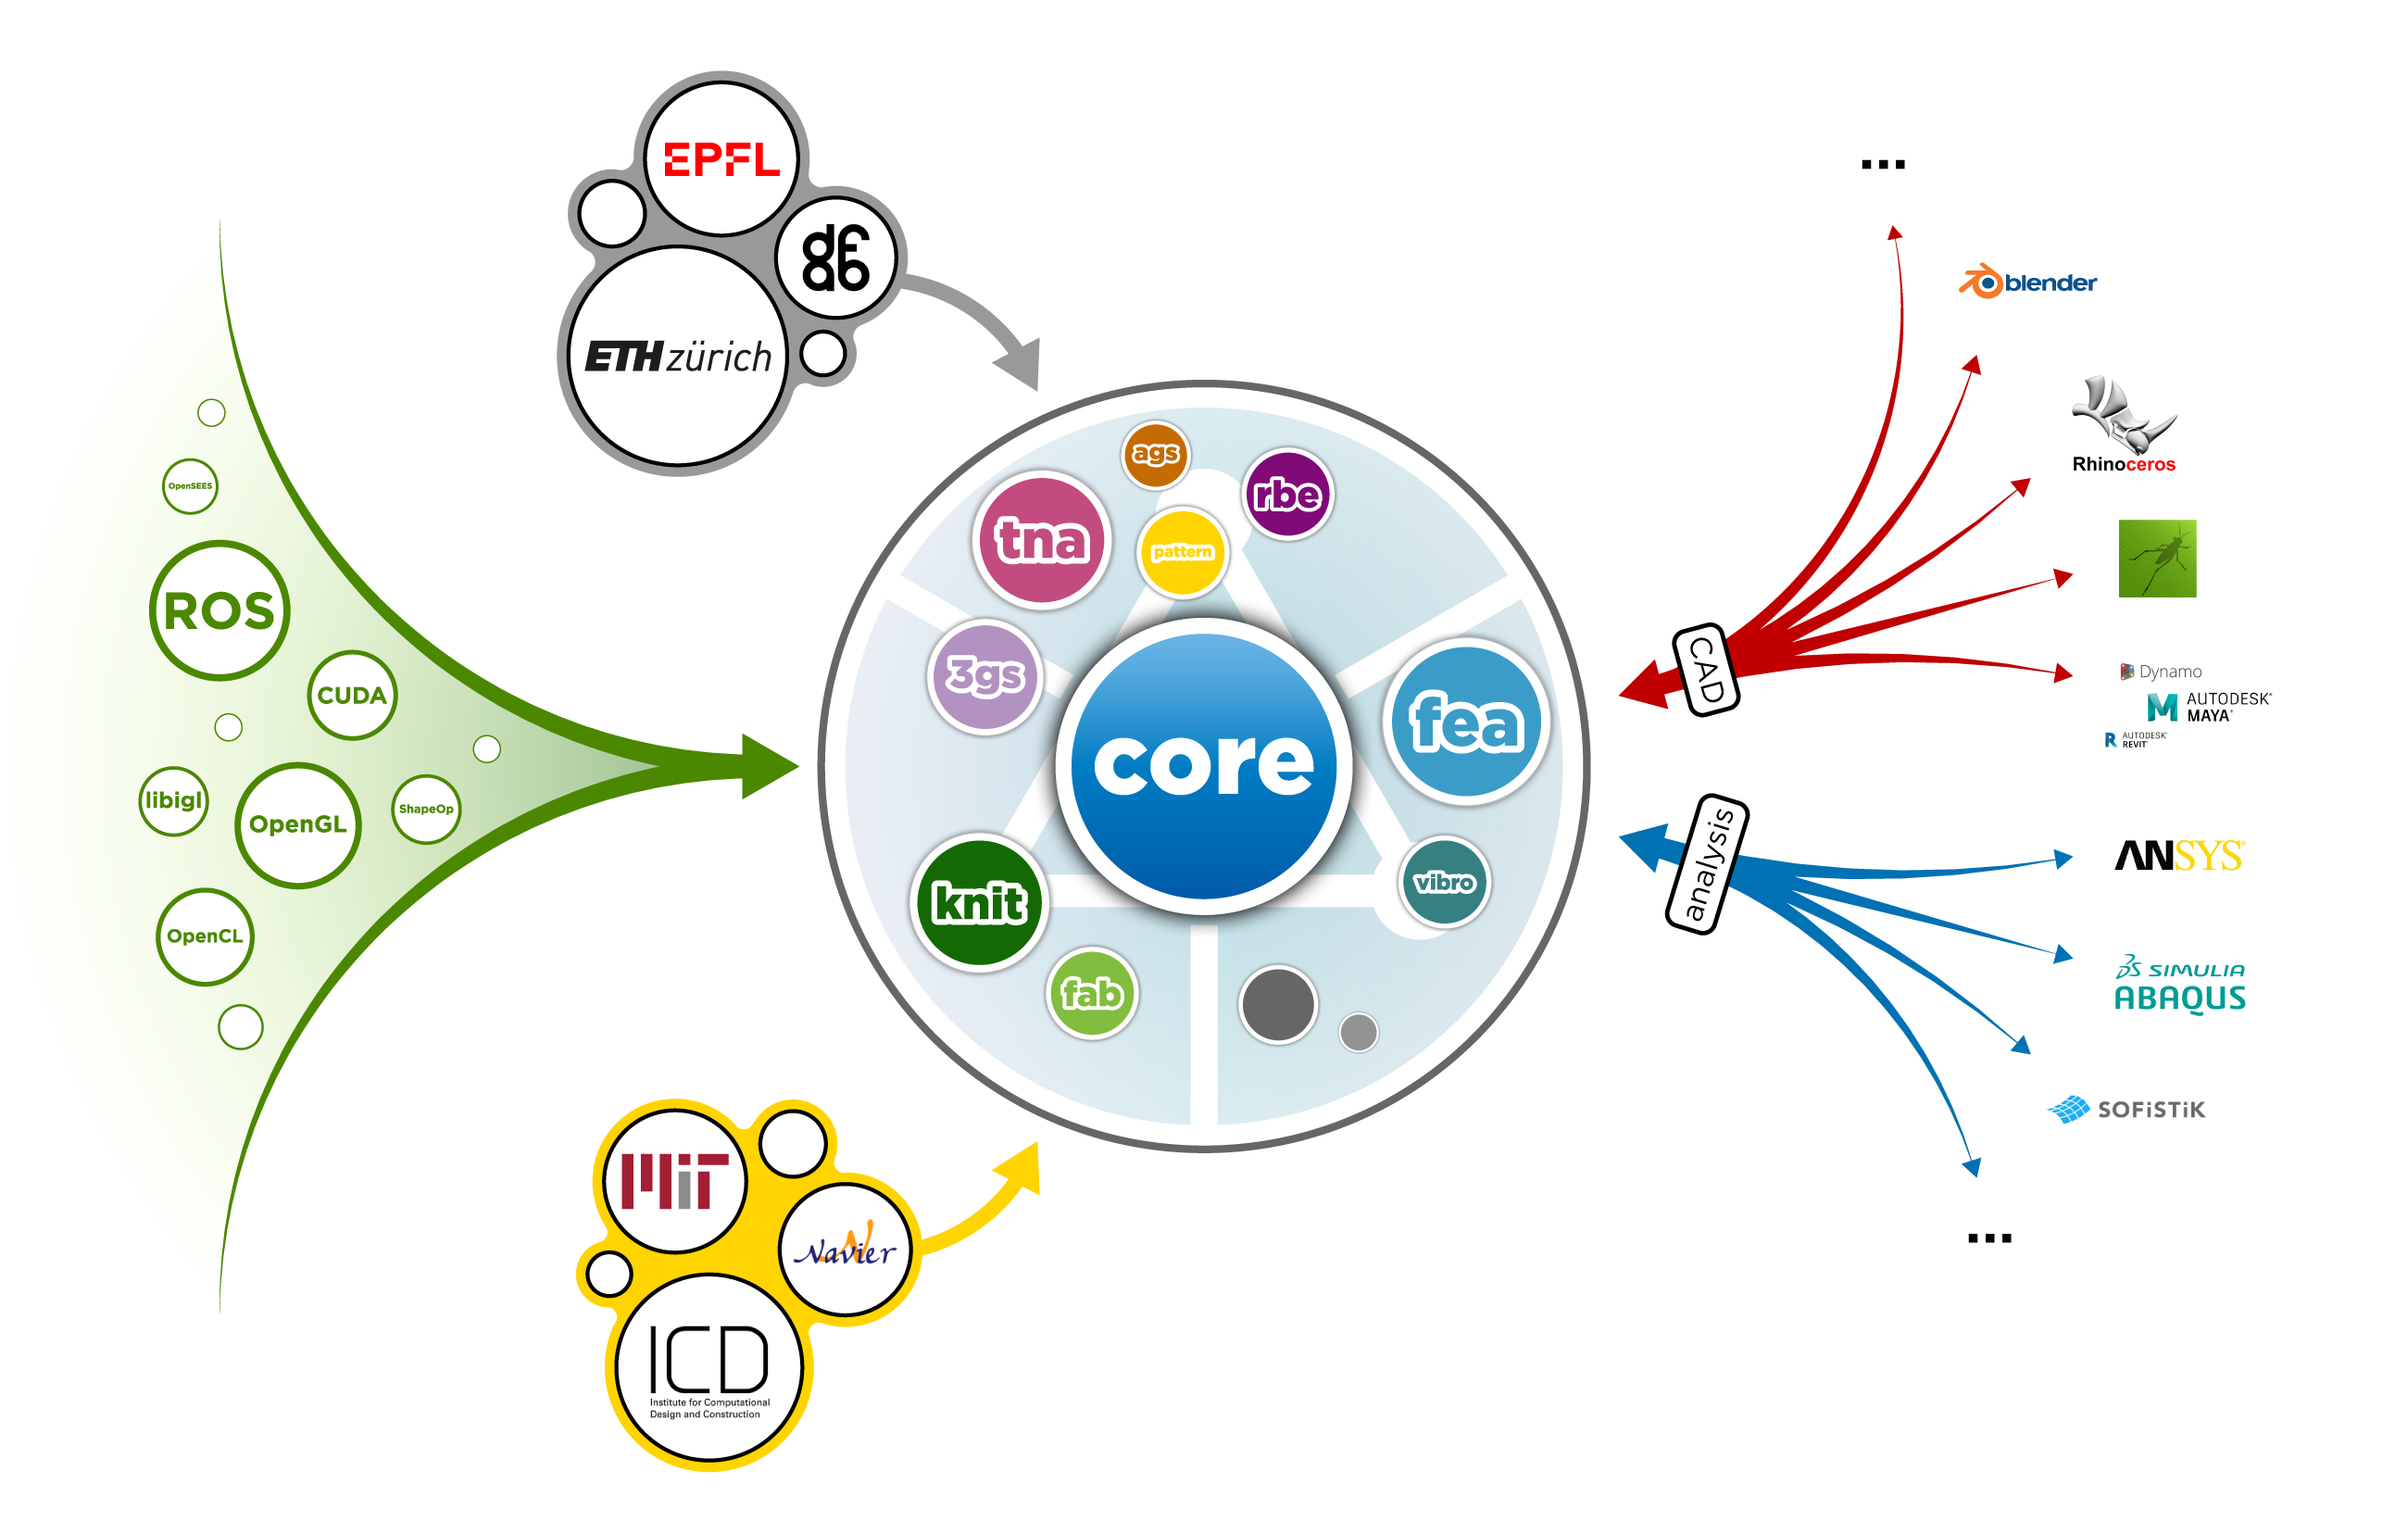 OpenSEES
ROS
CUDA
libigl
OpenGL
ShapeOp
OpenCL
EPFL
dfab
ETH zürich
MIT
Navier
ICD
Institute for Computational
Design and Construction
ags
rbe
tna
pattern
3gs
fea
core
vibro
knit
fab
CAD
...
blender
Rhinoceros
Dynamo
AUTODESK®
MAYA®
AUTODESK®
REVIT®
analysis
ANSYS®
SIMULIA
ABAQUS
SOFiSTiK
...